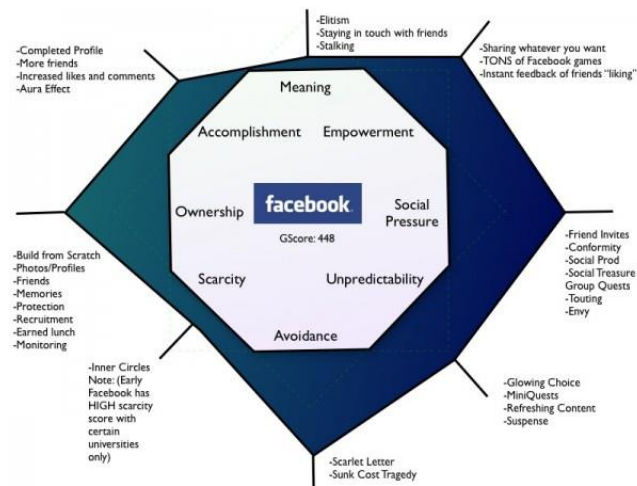 -Elitism
-Staying in touch with friends
-Stalking
-Completed Profile
-More friends
-Increased likes and comments
-Aura Effect
-Sharing whatever you want
-TONS of Facebook games
-Instant feedback of friends "liking"
Meaning
Accomplishment
Empowerment
Ownership
facebook
Social
Pressure
GScore: 448
Scarcity
Unpredictability
Avoidance
-Build from Scratch
-Photos/Profiles
-Friends
-Memories
-Protection
-Recruitment
-Earned lunch
-Monitoring
-Friend Invites
-Conformity
-Social Prod
-Social Treasure
Group Quests
-Touting
-Envy
-Inner Circles
Note: (Early
Facebook has
HIGH scarcity
score with
certain
universities
only)
-Glowing Choice
-MiniQuests
-Refreshing Content
-Suspense
-Scarlet Letter
-Sunk Cost Tragedy